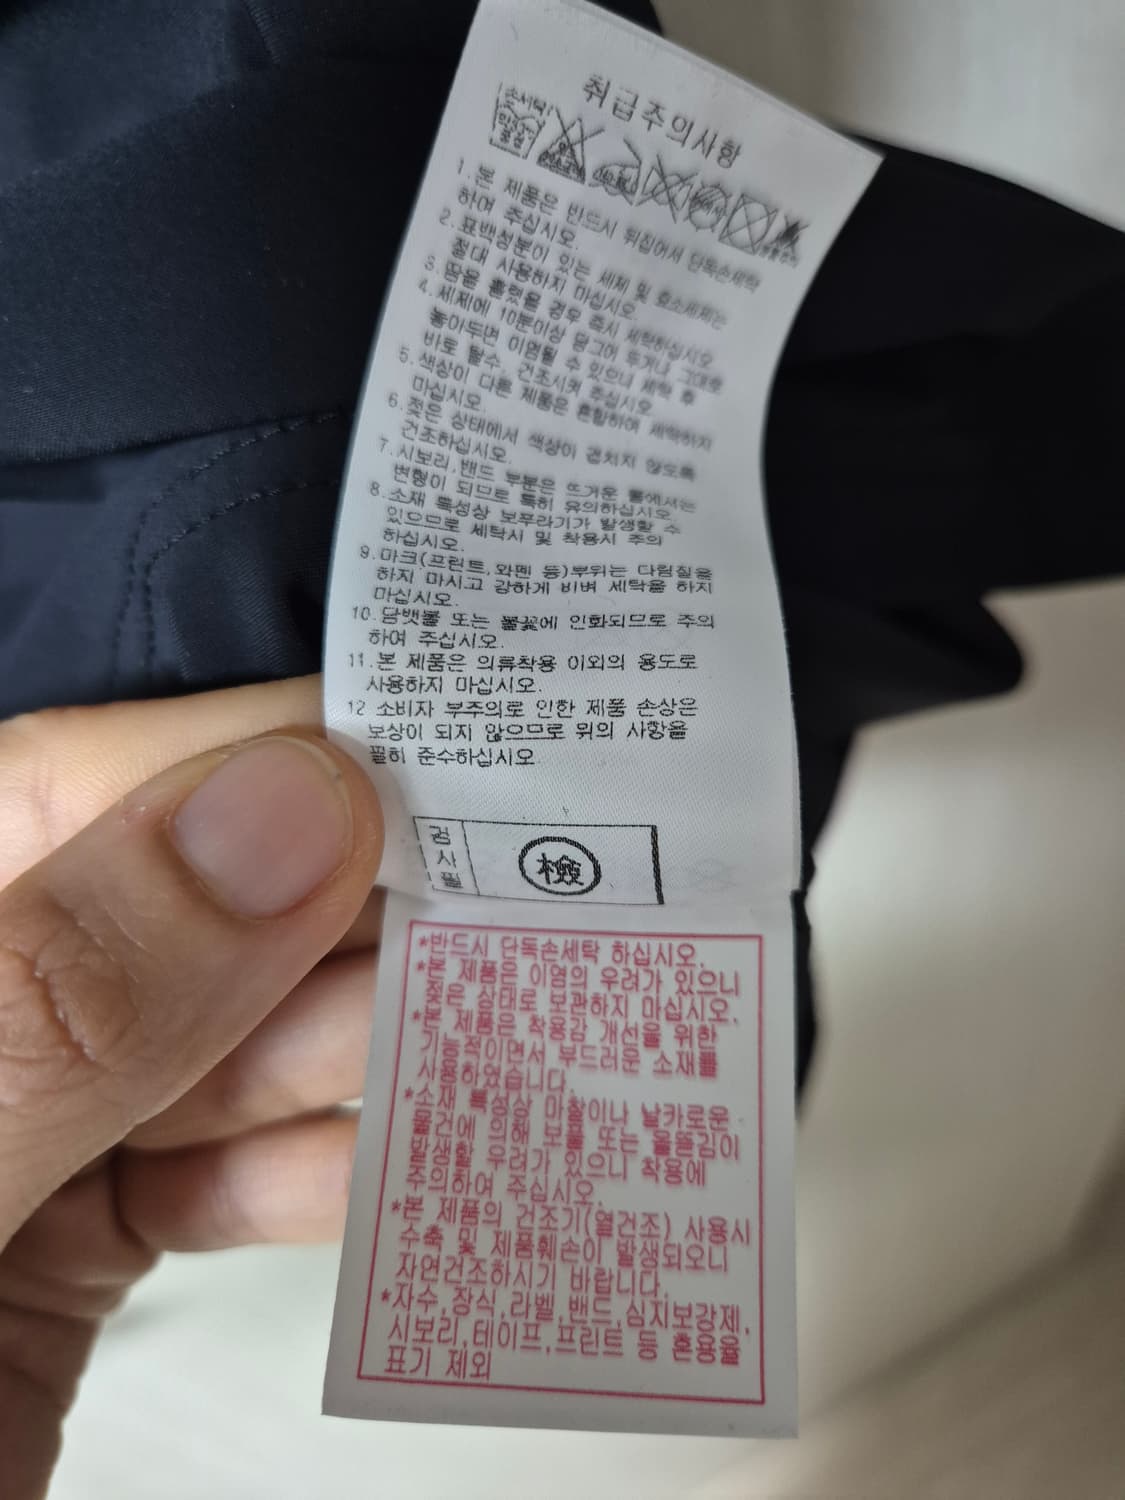 취급주의사항
손세탁
약
중성
1.본 제품은 반드시 뒤집어서 단독손세탁
하여 주십시오.
2.표백성분이 있는 세제 및 효소세제는
절대 사용하지 마십시오.
3.땀을 흘렸을 경우 즉시 세탁하십시오.
4.세제에 10분이상 담그어 두거나 그대로
놓아두면 이염될 수 있으니 세탁 후
바로 탈수, 건조시켜 주십시오.
5.색상이 다른 제품은 혼합하여 세탁하지
마십시오.
6.젖은 상태에서 색상이 겹치지 않도록
건조하십시오.
7.시보리,밴드 부분은 뜨거운 물에서는
변형이 되므로 특히 유의하십시오.
8.소재 특성상 보푸라기가 발생할 수
있으므로 세탁시 및 착용시 주의
하십시오.
9.마크(프린트,와펜 등)부위는 다림질을
하지 마시고 강하게 비벼 세탁을 하지
마십시오.
10.담뱃불 또는 불꽃에 인화되므로 주의
하여 주십시오.
11.본 제품은 의류착용 이외의 용도로
사용하지 마십시오.
12 소비자 부주의로 인한 제품 손상은
보상이 되지 않으므로 위의 사항을
필히 준수하십시오
검사필
檢
*반드시 단독손세탁 하십시오.
*본 제품은 이염의 우려가 있으니
젖은 상태로 보관하지 마십시오.
*본 제품은 착용감 개선을 위한
기능적이면서 부드러운 소재를
사용하였습니다.
*소재 특성상 마찰이나 날카로운
물건에 의해 보풀 또는 올뜯김이
발생할 우려가 있으니 착용에
주의하여 주십시오.
*본 제품의 건조기(열건조) 사용시
수축 및 제품훼손이 발생되오니
자연건조하시기 바랍니다.
*자수,장식,라벨,밴드,심지보강제,
시보리,테이프,프린트 등 혼용율
표기 제외